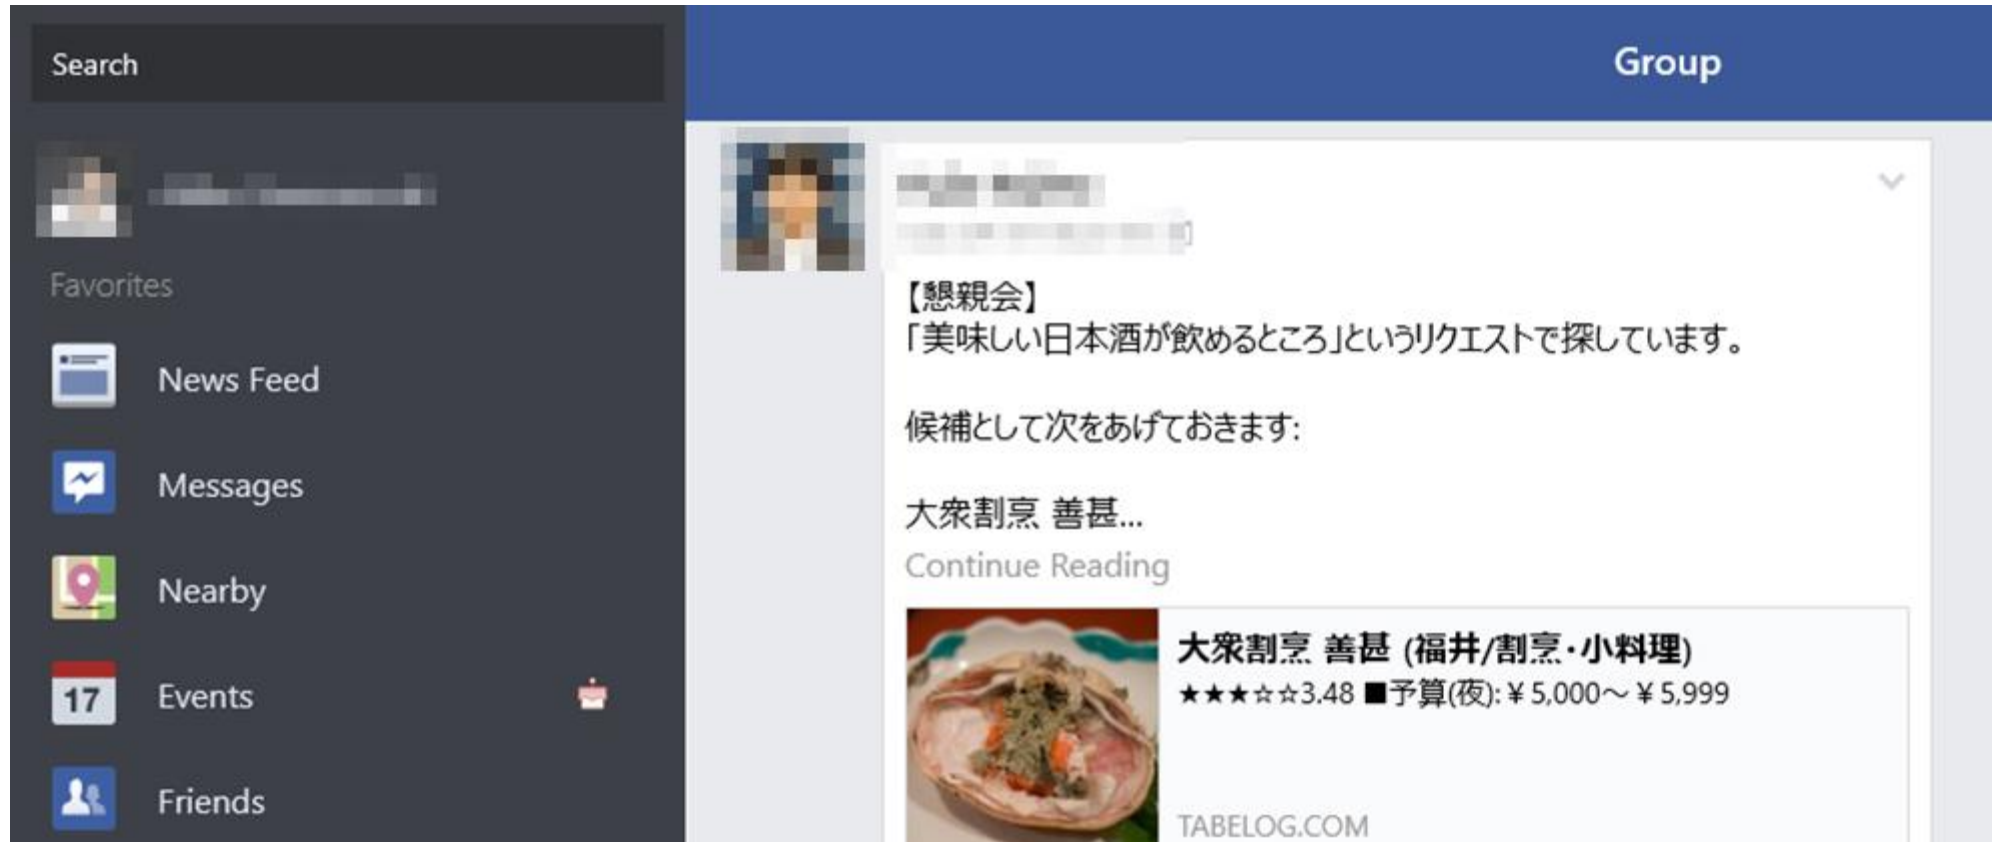 Search
Favorites
News Feed
Messages
Nearby
17
Events
Friends
Group
【懇親会】
「美味しい日本酒が飲めるところ」というリクエストで探しています。
候補として次をあげておきます:
大衆割烹 善甚...
Continue Reading
大衆割烹 善甚 (福井/割烹・小料理)
★★★☆☆3.48 ■予算(夜):¥5,000～¥5,999
TABELOG.COM